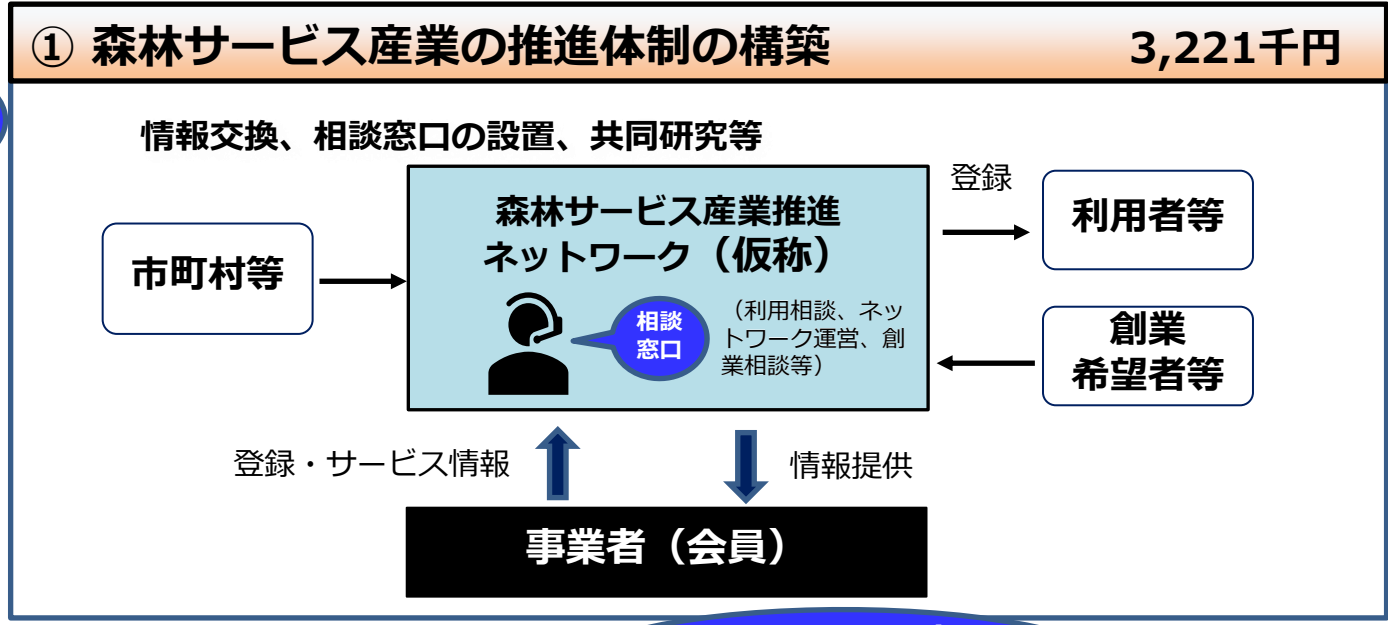 ① 森林サービス産業の推進体制の構築 3,221千円
情報交換、相談窓口の設置、共同研究等
市町村等
森林サービス産業推進
ネットワーク（仮称）
相談
窓口
（利用相談、ネッ
トワーク運営、創
業相談等）
登録
利用者等
創業
希望者等
登録・サービス情報
情報提供
事業者（会員）